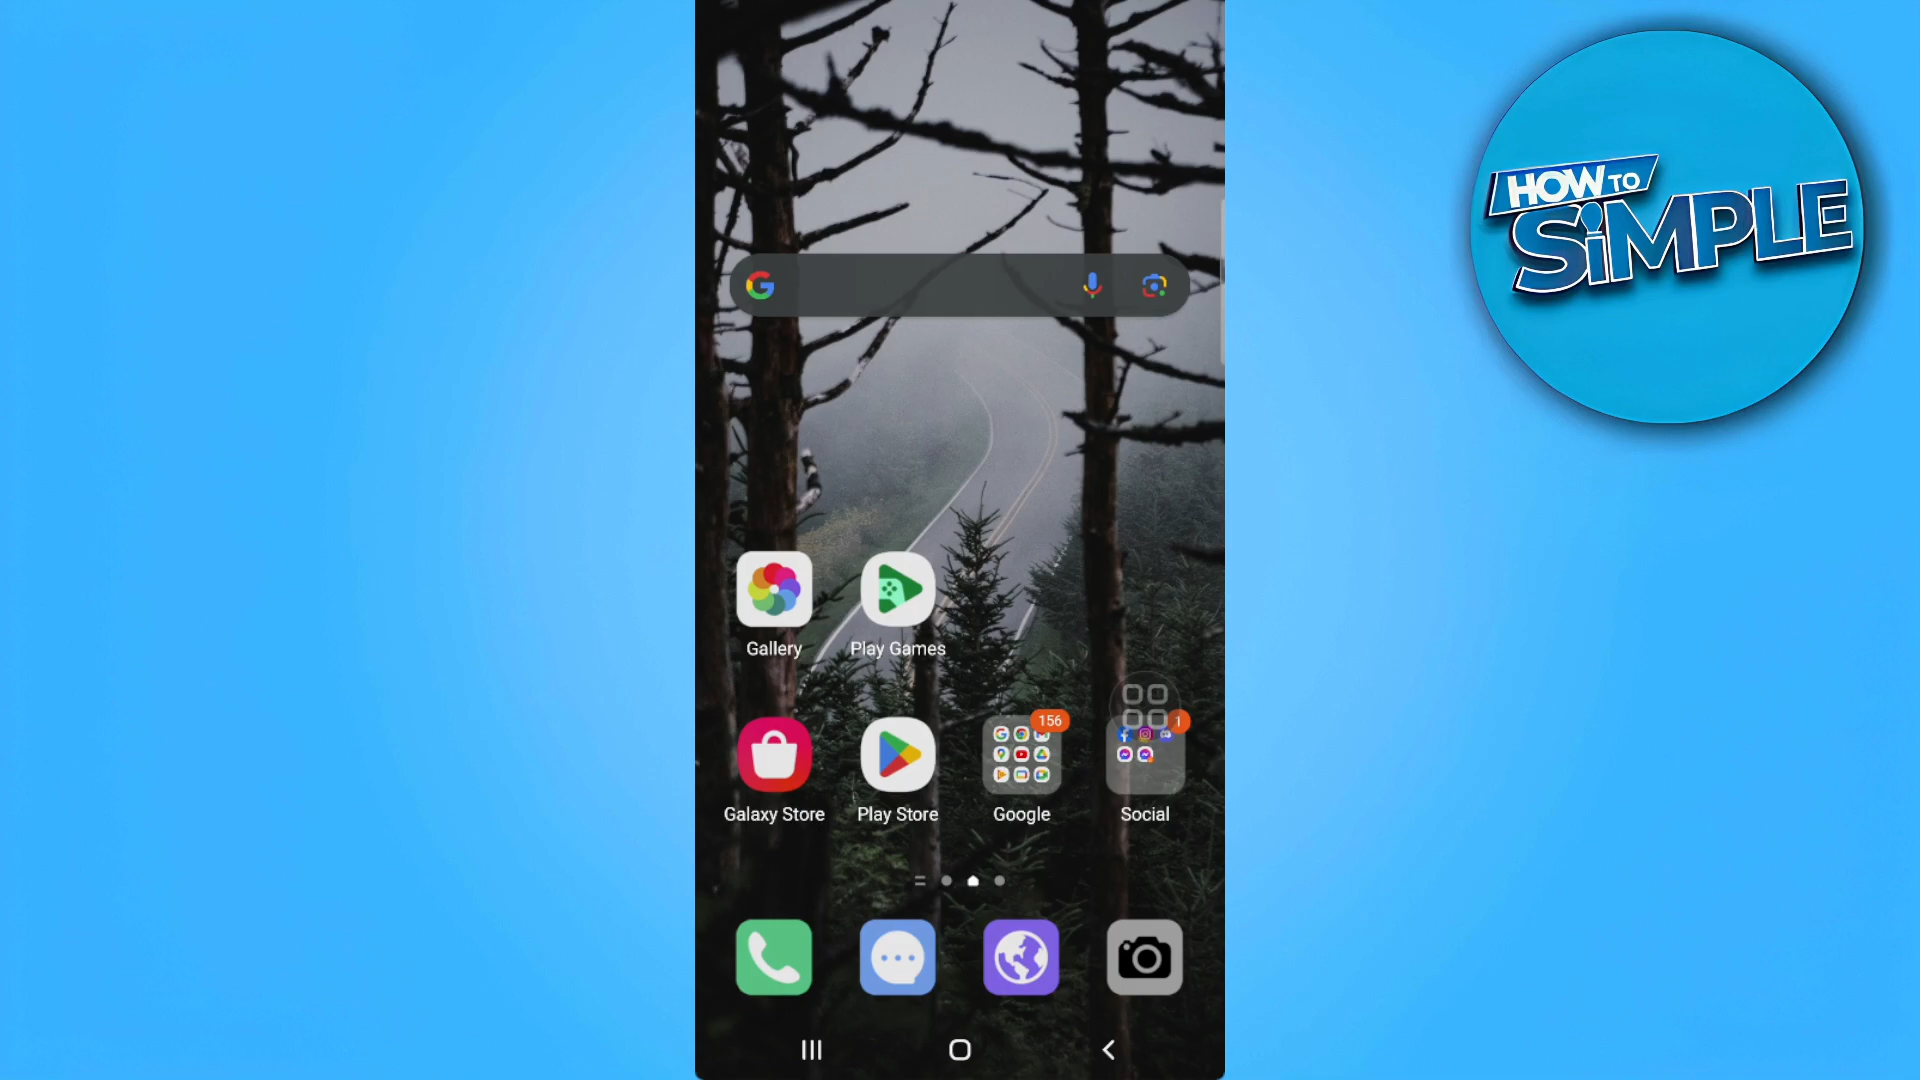 HOW TO
SiMPLE
Gallery
Play Games
156
1
Galaxy Store
Play Store
Google
Social